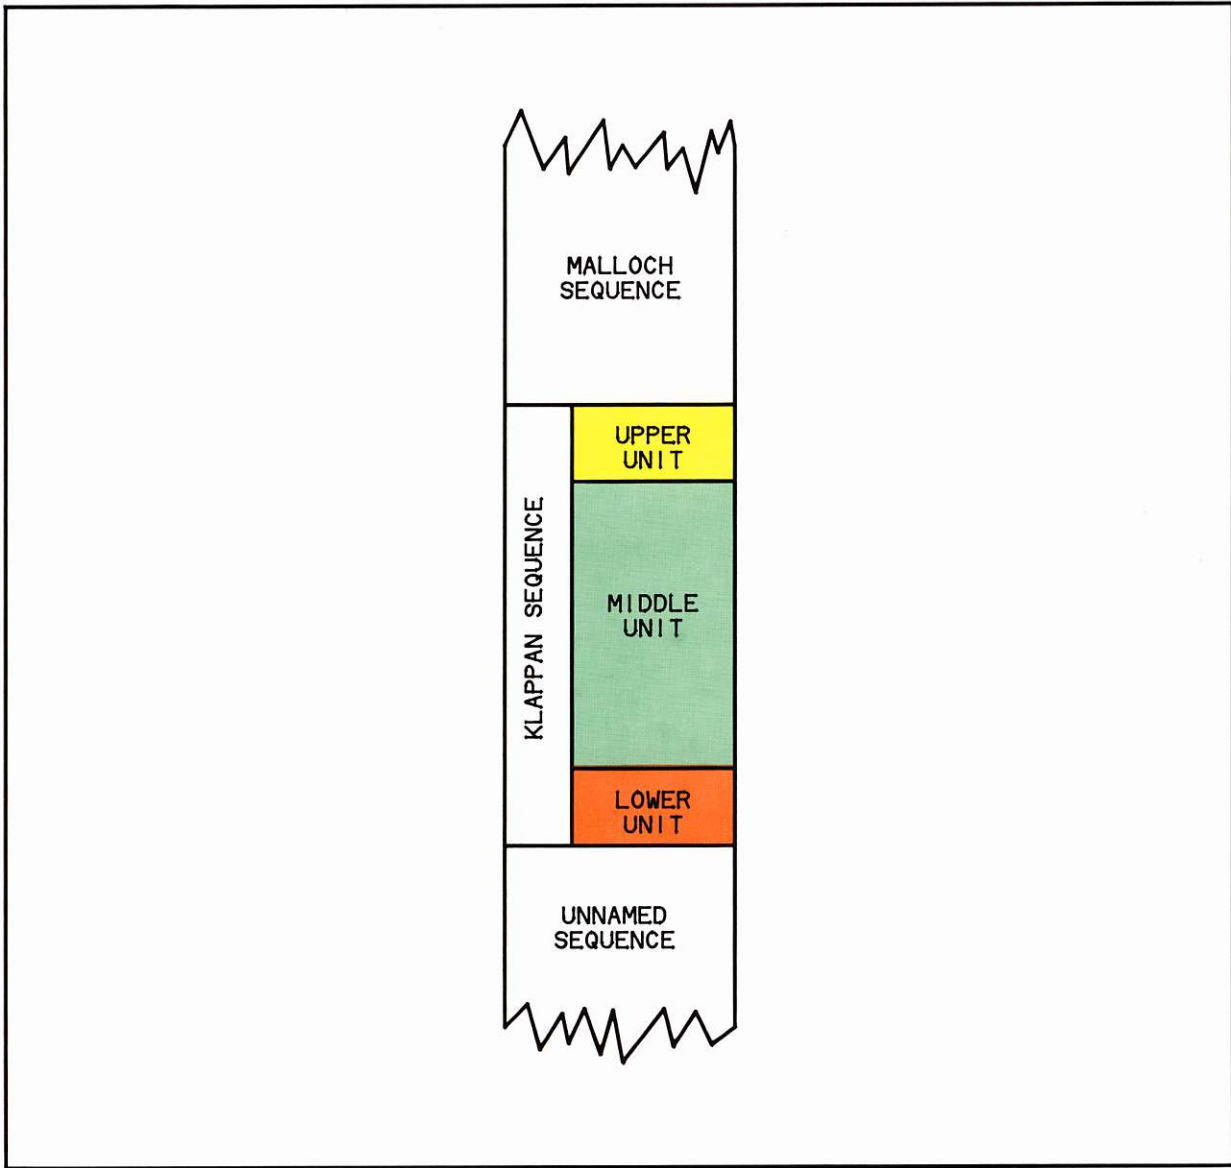 MALLOCH
SEQUENCE
UPPER
UNIT
KLAPPAN SEQUENCE
MIDDLE
UNIT
LOWER
UNIT
UNNAMED
SEQUENCE